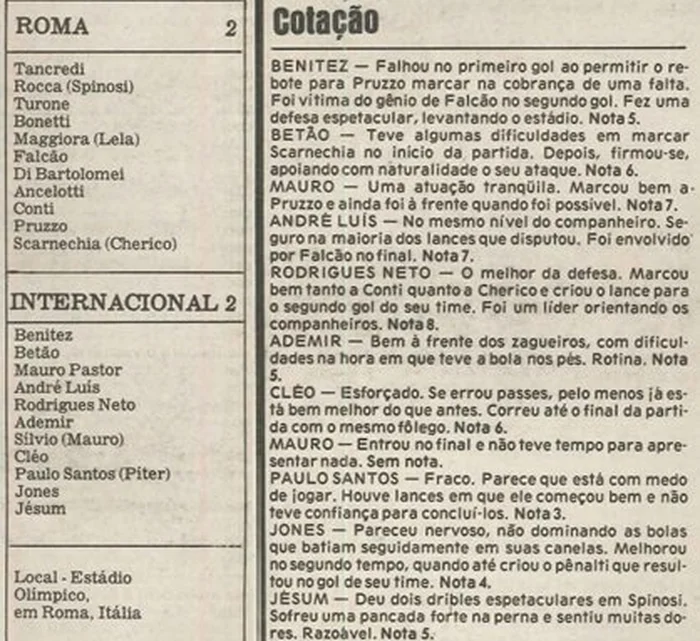 ROMA 2
Tancredi
Rocca (Spinosi)
Turone
Bonetti
Maggiora (Lela)
Falcão
Di Bartolomei
Ancelotti
Conti
Pruzzo
Scarnechia (Cherico)
INTERNACIONAL 2
Benitez
Betão
Mauro Pastor
André Luís
Rodrigues Neto
Ademir
Silvio (Mauro)
Cléo
Paulo Santos (Piter)
Jones
Jésum
Local - Estádio
Olímpico,
em Roma, Itália
Cotação
BENITEZ — Falhou no primeiro gol ao permitir o re-
bote para Pruzzo marcar na cobrança de uma falta.
Foi vítima do gênio de Falcão no segundo gol. Fez uma
defesa espetacular, levantando o estádio. Nota 5.
BETÃO — Teve algumas dificuldades em marcar
Scarnechia no início da partida. Depois, firmou-se,
apoiando com naturalidade o seu ataque. Nota 6.
MAURO — Uma atuação tranqüila. Marcou bem a
Pruzzo e ainda foi à frente quando foi possível. Nota 7.
ANDRÉ LUÍS — No mesmo nível do companheiro. Se-
guro na maioria dos lances que disputou. Foi envolvido
por Falcão no final. Nota 7.
RODRIGUES NETO — O melhor da defesa. Marcou
bem tanto a Conti quanto a Cherico e criou o lance para
o segundo gol do seu time. Foi um líder orientando os
companheiros. Nota 8.
ADEMIR — Bem à frente dos zagueiros, com dificul-
dades na hora em que teve a bola nos pés. Rotina. Nota
5.
CLÉO — Esforçado. Se errou passes, pelo menos já es-
tá bem melhor do que antes. Correu até o final da parti-
da com o mesmo fôlego. Nota 6.
MAURO — Entrou no final e não teve tempo para apre-
sentar nada. Sem nota.
PAULO SANTOS — Fraco. Parece que está com medo
de jogar. Houve lances em que ele começou bem e não
teve confiança para concluí-los. Nota 3.
JONES — Pareceu nervoso, não dominando as bolas
que batiam seguidamente em suas canelas. Melhorou
no segundo tempo, quando até criou o pênalti que resul-
tou no gol de seu time. Nota 4.
JÉSUM — Deu dois dribles espetaculares em Spinosi.
Sofreu uma pancada forte na perna e sentiu muitas do-
res. Razoável. Nota 5.